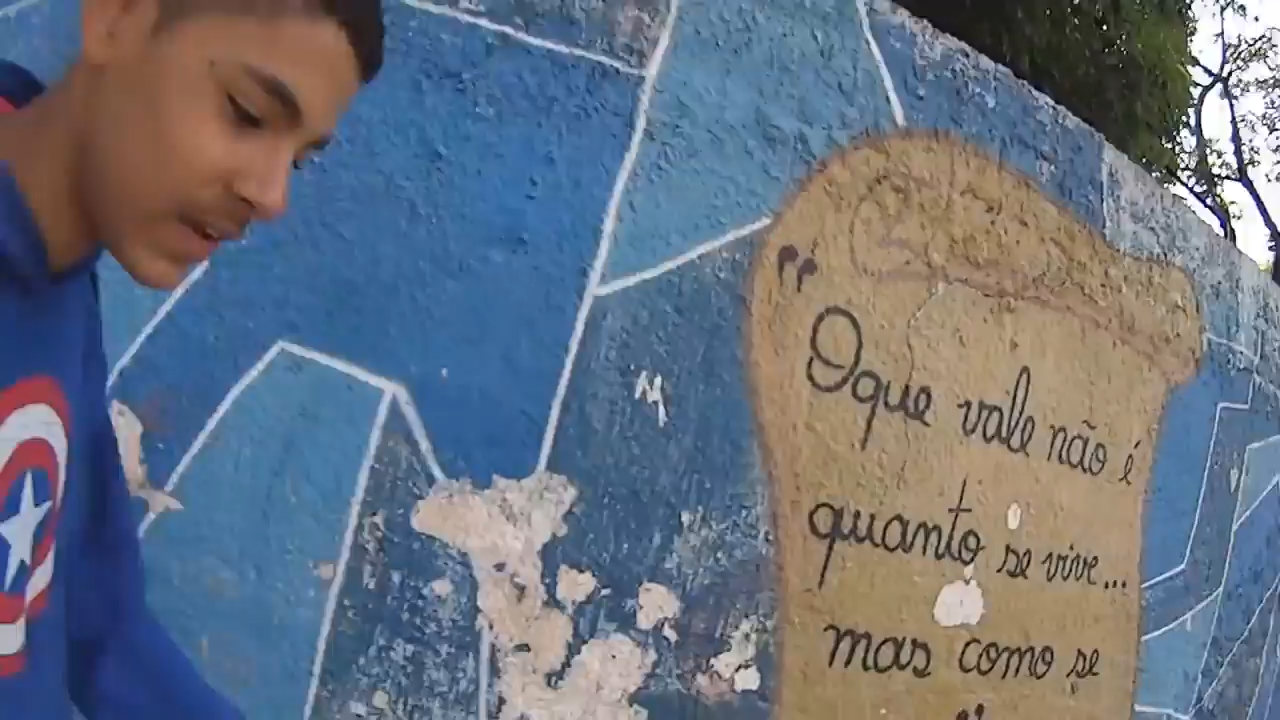 "O que vale não é
quanto se vive...
mas como se